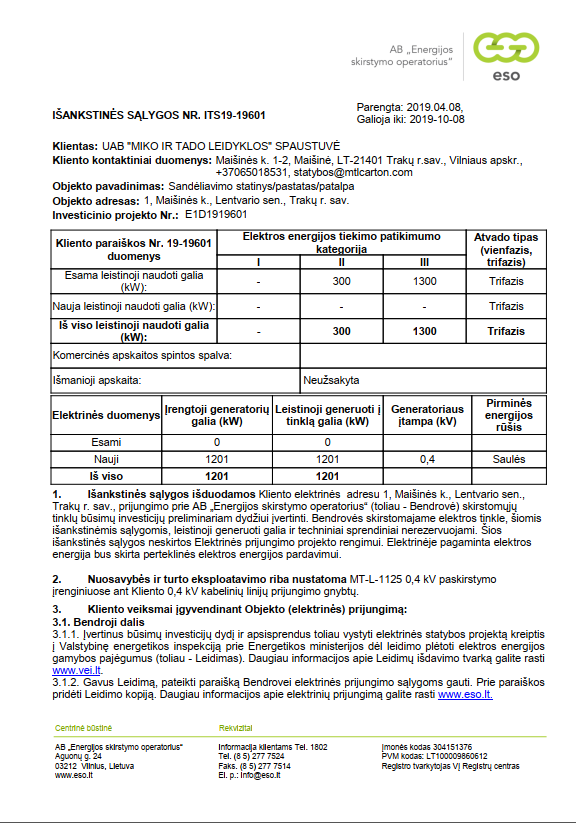 AB „Energijos
skirstymo operatorius“
eso
IŠANKSTINĖS SĄLYGOS NR. ITS19-19601
Parengta: 2019.04.08,
Galioja iki: 2019-10-08
Klientas: UAB "MIKO IR TADO LEIDYKLOS" SPAUSTUVĖ
Kliento kontaktiniai duomenys: Maišinės k. 1-2, Maišinė, LT-21401 Trakų r.sav., Vilniaus apskr.,
+37065018531, statybos@mtlcarton.com
Objekto pavadinimas: Sandėliavimo statinys/pastatas/patalpa
Objekto adresas: 1, Maišinės k., Lentvario sen., Trakų r. sav.
Investicinio projekto Nr.: E1D1919601
Kliento paraiškos Nr. 19-19601 duomenys
Elektros energijos tiekimo patikimumo kategorija
Atvado tipas (vienfazis, trifazis)
I II III
Esama leistinoji naudoti galia (kW): - 300 1300 Trifazis
Nauja leistinoji naudoti galia (kW): - - - Trifazis
Iš viso leistinoji naudoti galia (kW): - 300 1300 Trifazis
Komercinės apskaitos spintos spalva:
Išmanioji apskaita: Neužsakyta
Elektrinės duomenys Įrengtoji generatorių galia (kW) Leistinoji generuoti į tinklą galia (kW) Generatoriaus įtampa (kV) Pirminės energijos rūšis
Esami 0 0
Nauji 1201 1201 0,4 Saulės
Iš viso 1201 1201
1. Išankstinės sąlygos išduodamos Kliento elektrinės adresu 1, Maišinės k., Lentvario sen.,
Trakų r. sav., prijungimo prie AB „Energijos skirstymo operatorius“ (toliau - Bendrovė) skirstomųjų
tinklų būsimų investicijų preliminariam dydžiui įvertinti. Bendrovės skirstomajame elektros tinkle, šiomis
išankstinėmis sąlygomis, leistinoji generuoti galia ir techniniai sprendiniai nerezervuojami. Šios
išankstinės sąlygos neskirtos Elektrinės prijungimo projekto rengimui. Elektrinėje pagaminta elektros
energija bus skirta perteklinės elektros energijos pardavimui.
2. Nuosavybės ir turto eksploatavimo riba nustatoma MT-L-1125 0,4 kV paskirstymo
įrenginiuose ant Kliento 0,4 kV kabelinių linijų prijungimo gnybtų.
3. Kliento veiksmai įgyvendinant Objekto (elektrinės) prijungimą:
3.1. Bendroji dalis
3.1.1. Įvertinus būsimų investicijų dydį ir apsisprendus toliau vystyti elektrinės statybos projektą kreiptis
į Valstybinę energetikos inspekciją prie Energetikos ministerijos dėl leidimo plėtoti elektros energijos
gamybos pajėgumus (toliau - Leidimas). Daugiau informacijos apie Leidimų išdavimo tvarką galite rasti
www.vei.lt.
3.1.2. Gavus Leidimą, pateikti paraišką Bendrovei elektrinės prijungimo sąlygoms gauti. Prie paraiškos
pridėti Leidimo kopiją. Daugiau informacijos apie elektrinių prijungimą galite rasti www.eso.lt.
Centrinė būstinė
Rekvizitai
AB „Energijos skirstymo operatorius“ Informacija klientams Tel. 1802 Įmonės kodas 304151376
Aguonų g. 24 Tel. (8 5) 277 7524 PVM kodas: LT100009860612
03212 Vilnius, Lietuva Faks. (8 5) 277 7514 Registro tvarkytojas VĮ Registrų centras
www.eso.lt El. p.: info@eso.lt